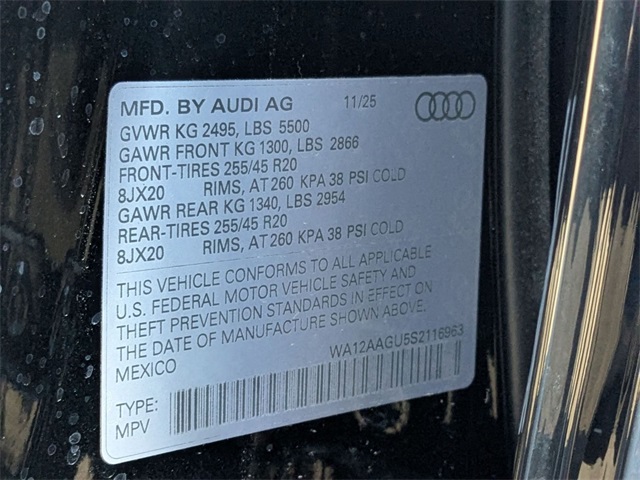 MFD. BY AUDI AG 11/25
GVWR KG 2495, LBS 5500
GAWR FRONT KG 1300, LBS 2866
FRONT-TIRES 255/45 R20
8JX20 RIMS, AT 260 KPA 38 PSI COLD
GAWR REAR KG 1340, LBS 2954
REAR-TIRES 255/45 R20
8JX20 RIMS, AT 260 KPA 38 PSI COLD
THIS VEHICLE CONFORMS TO ALL APPLICABLE
U.S. FEDERAL MOTOR VEHICLE SAFETY AND
THEFT PREVENTION STANDARDS IN EFFECT ON
THE DATE OF MANUFACTURE SHOWN ABOVE.
WA12AAGU5S2116963
MEXICO
TYPE:
MPV